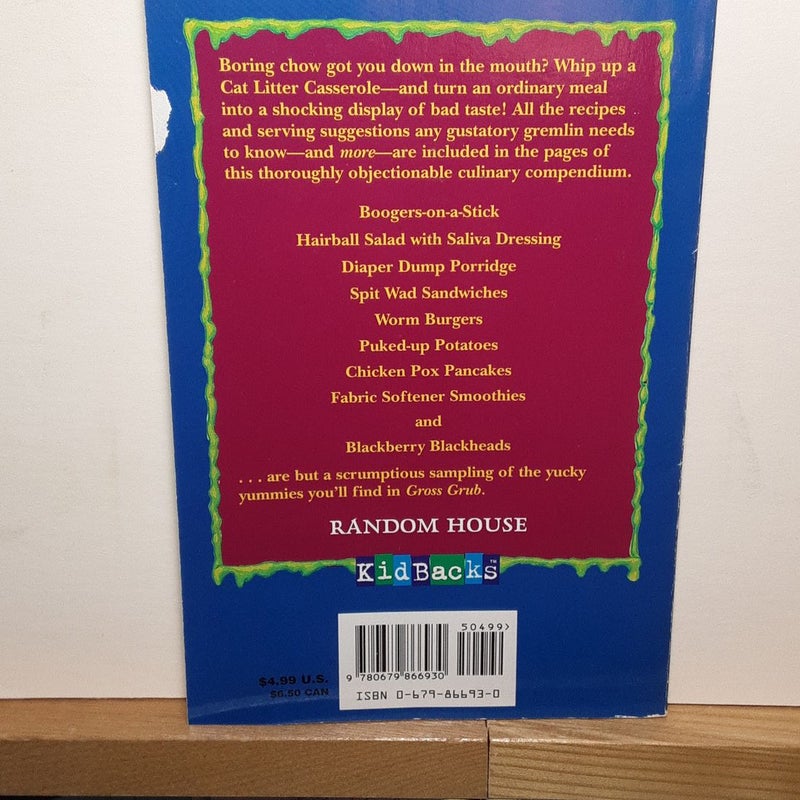 Boring chow got you down in the mouth? Whip up a
Cat Litter Casserole—and turn an ordinary meal
into a shocking display of bad taste! All the recipes
and serving suggestions any gustatory gremlin needs
to know—and more—are included in the pages of
this thoroughly objectionable culinary compendium.
Boogers-on-a-Stick
Hairball Salad with Saliva Dressing
Diaper Dump Porridge
Spit Wad Sandwiches
Worm Burgers
Puked-up Potatoes
Chicken Pox Pancakes
Fabric Softener Smoothies
and
Blackberry Blackheads
. . . are but a scrumptious sampling of the yucky
yummies you'll find in Gross Grub.
RANDOM HOUSE
KidBacks™
50499>
9 780679 866930
$4.99 U.S.
$6.50 CAN
ISBN 0-679-86693-0